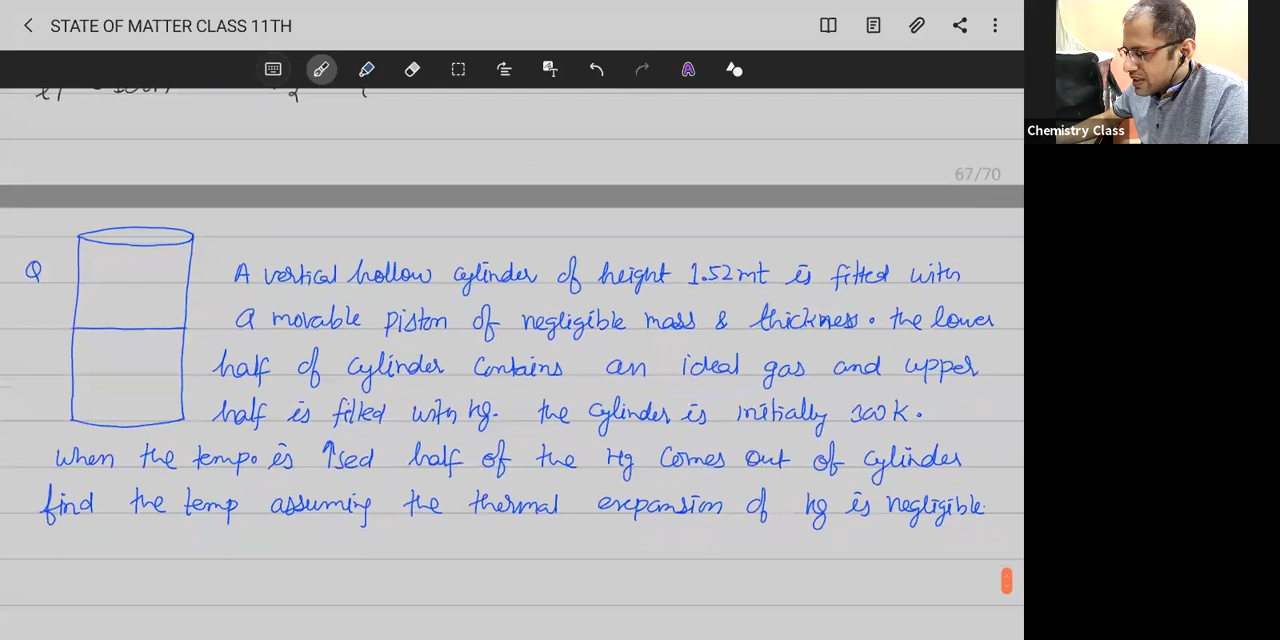 STATE OF MATTER CLASS 11TH
Chemistry Class
67/70
Q A vertical hollow cylinder of height 1.52mt is fitted with
a movable piston of negligible mass & thickness. the lower
half of cylinder contains an ideal gas and upper
half is filled with Hg. the cylinder is initially 300K.
when the temp. is ↑sed half of the Hg comes out of cylinder
find the temp assuming the thermal expansion of Hg is negligible.